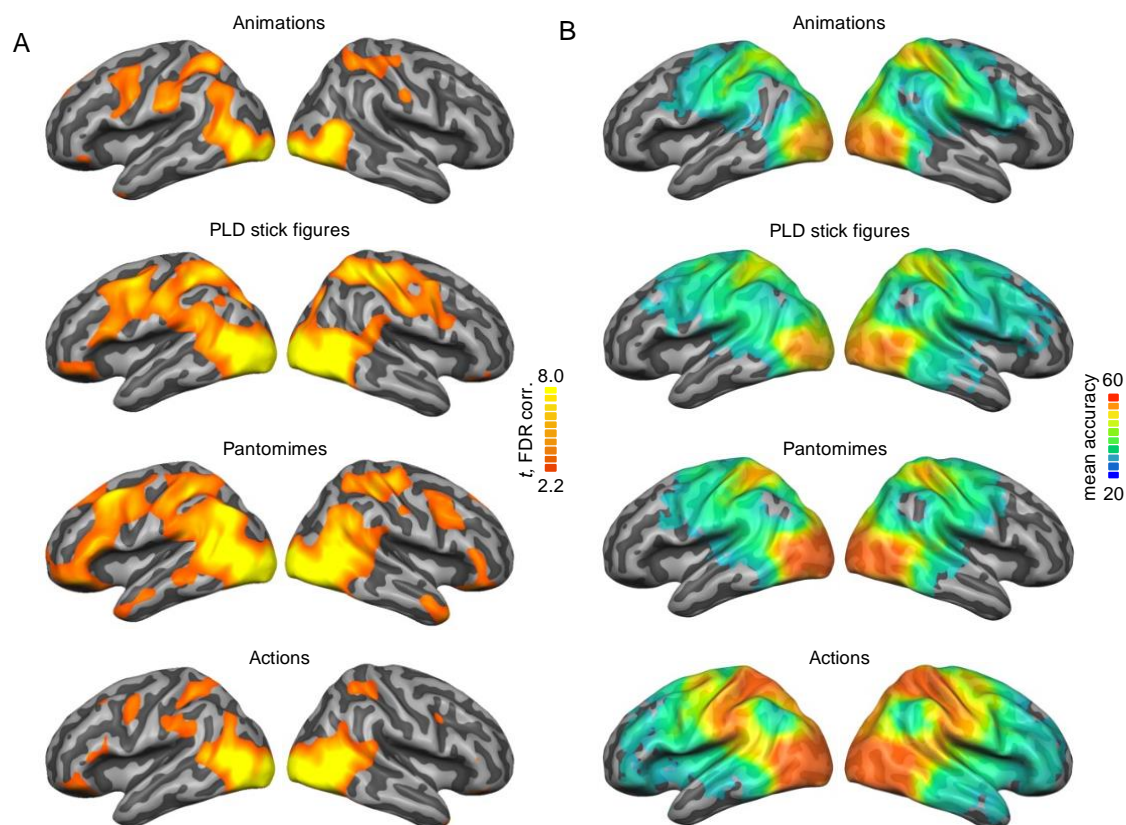 A
Animations
PLD stick figures
Pantomimes
Actions
t, FDR corr.
8.0
2.2
B
Animations
PLD stick figures
Pantomimes
Actions
mean accuracy
60
20